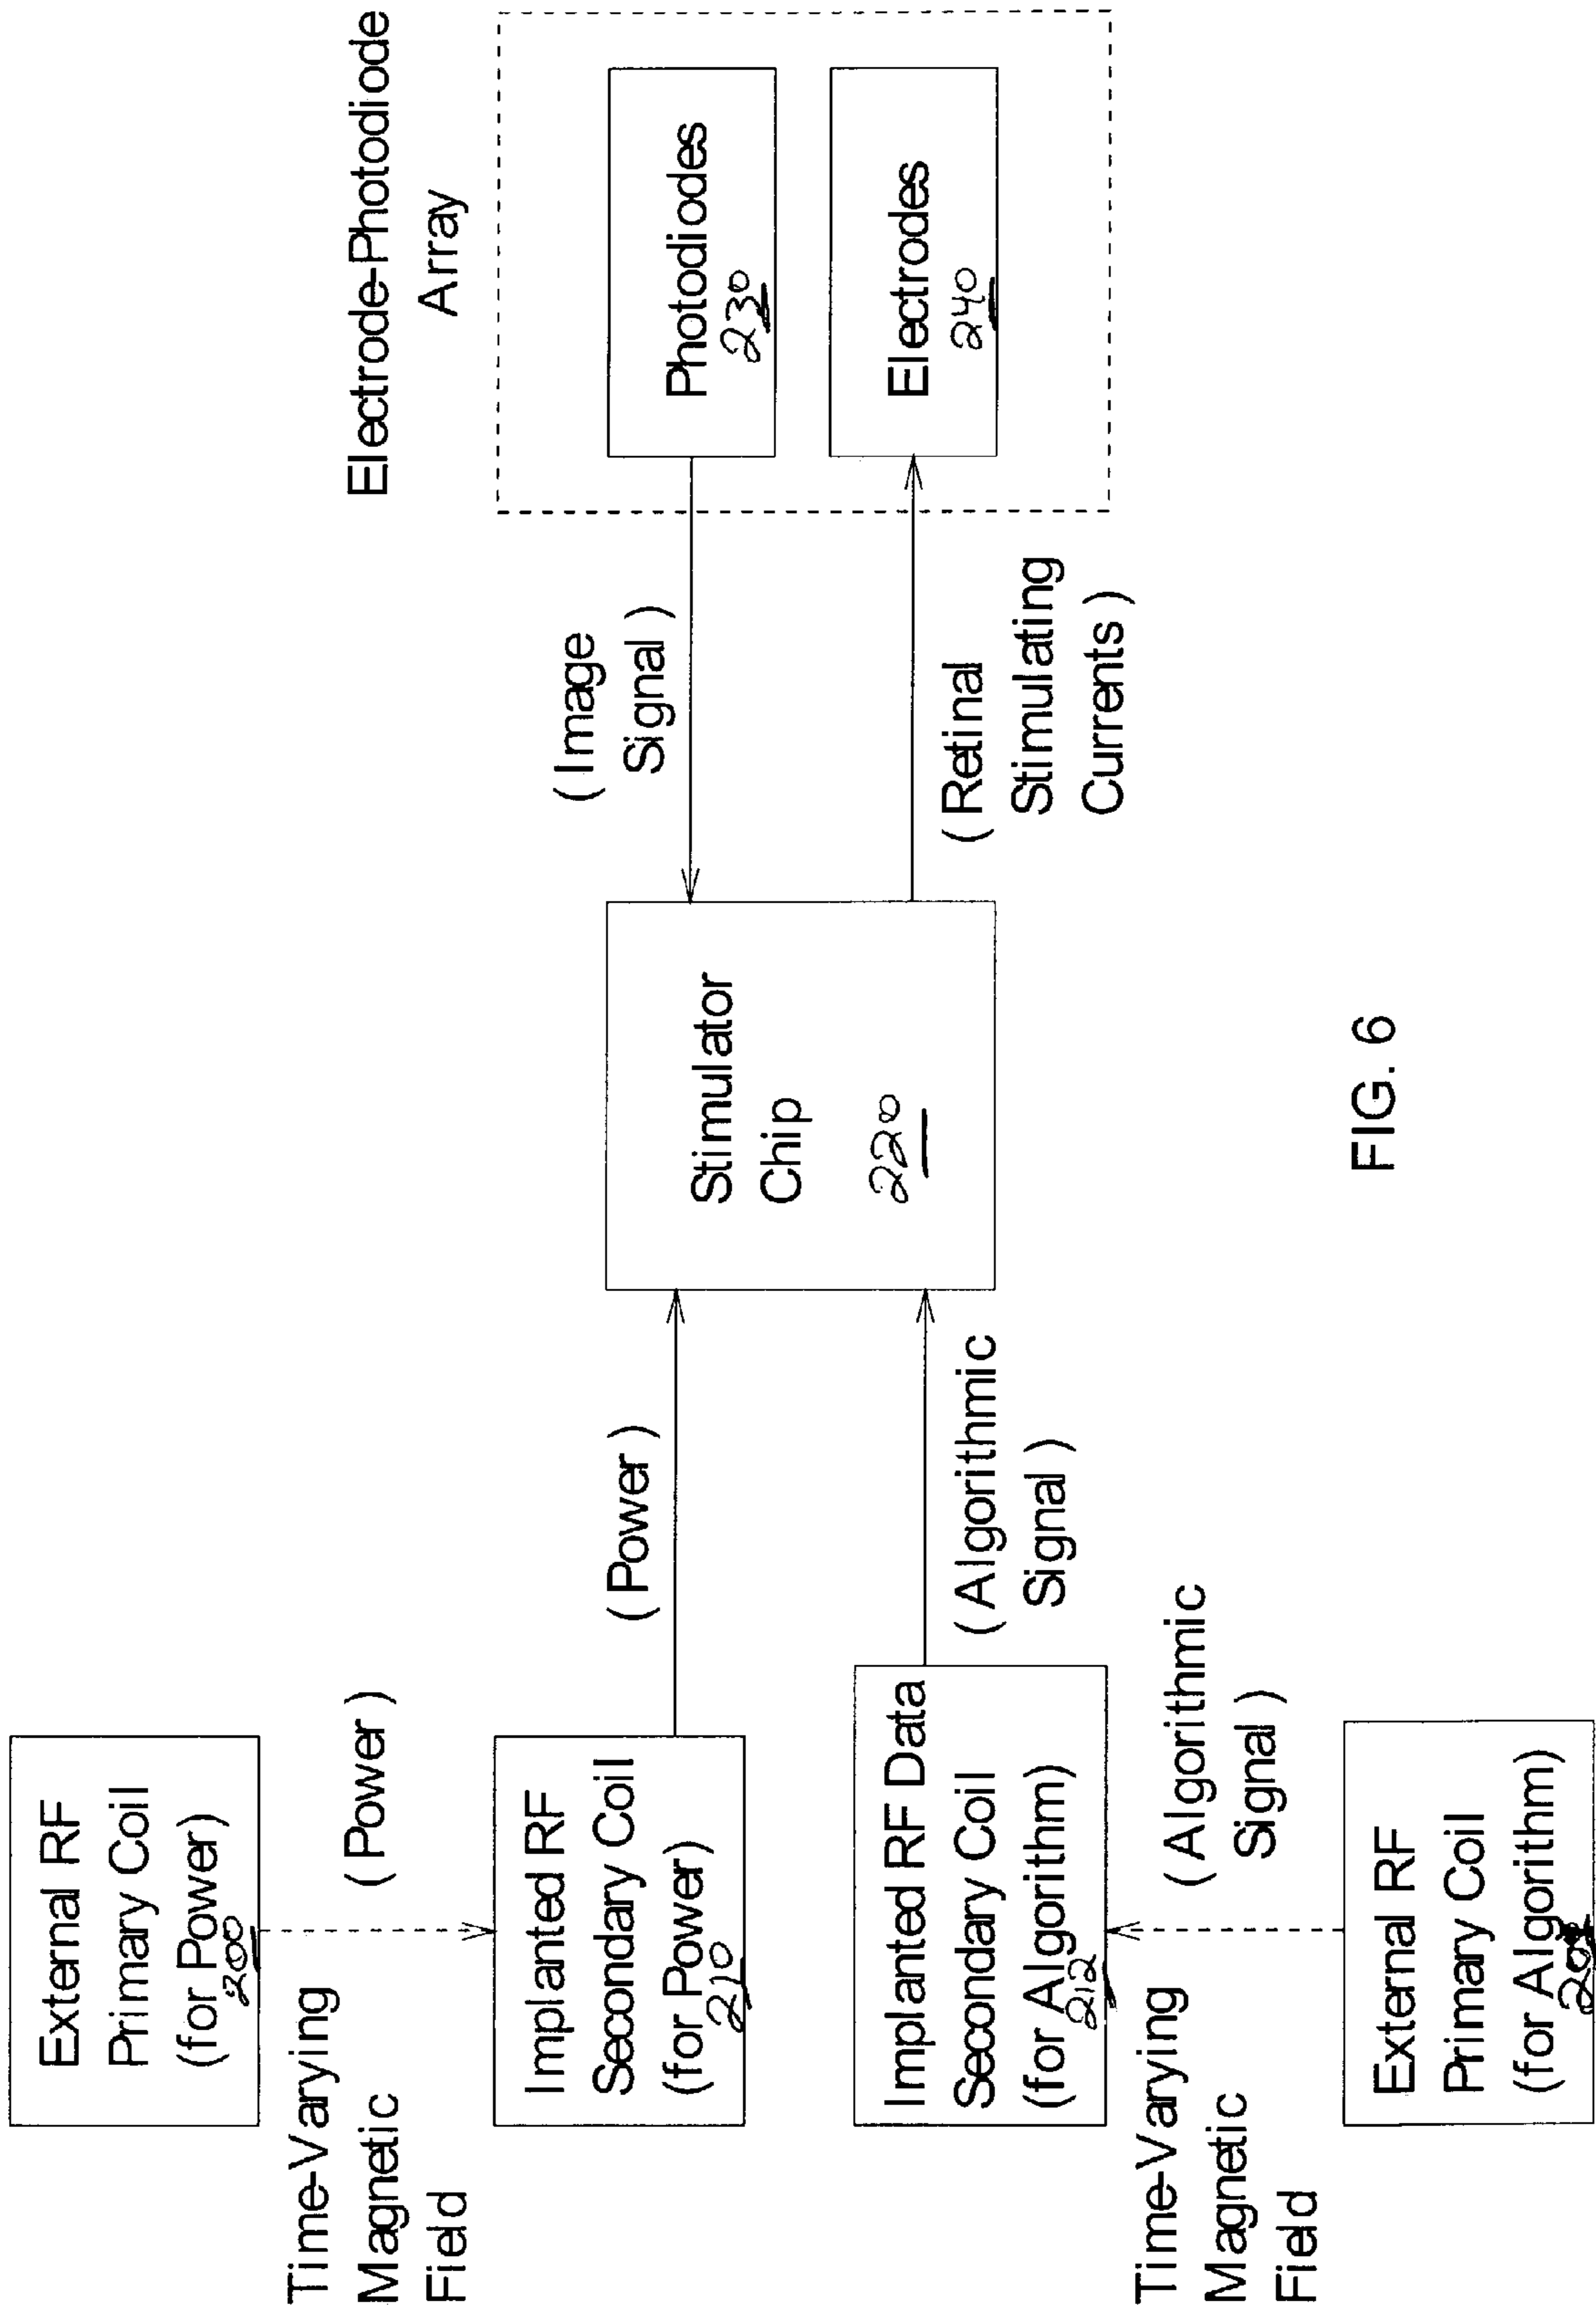 External RF
Primary Coil
(for Power)
200
Time-Varying
Magnetic
Field
(Power)
Implanted RF
Secondary Coil
(for Power)
210
(Power)
Implanted RF Data
Secondary Coil
(for Algorithm)
212
(Algorithmic
Signal)
Time-Varying
Magnetic
Field
(Algorithmic
Signal)
External RF
Primary Coil
(for Algorithm)
Stimulator
Chip
220
(Image
Signal)
(Retinal
Stimulating
Currents)
Electrode-Photodiode
Array
Photodiodes
230
Electrodes
240
FIG. 6